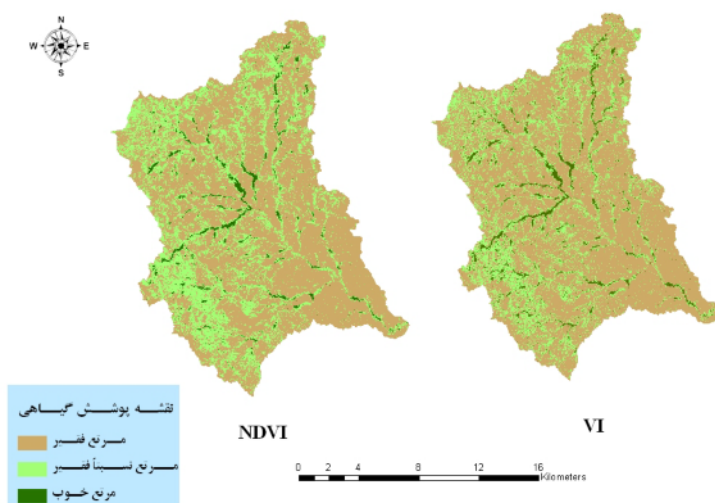 N
W E
S
NDVI
VI
نقشه پوشش گیاهی
مرتع فقیر
مرتع نسبتاً فقیر
مرتع خوب
0 2 4 8 12 16
Kilometers